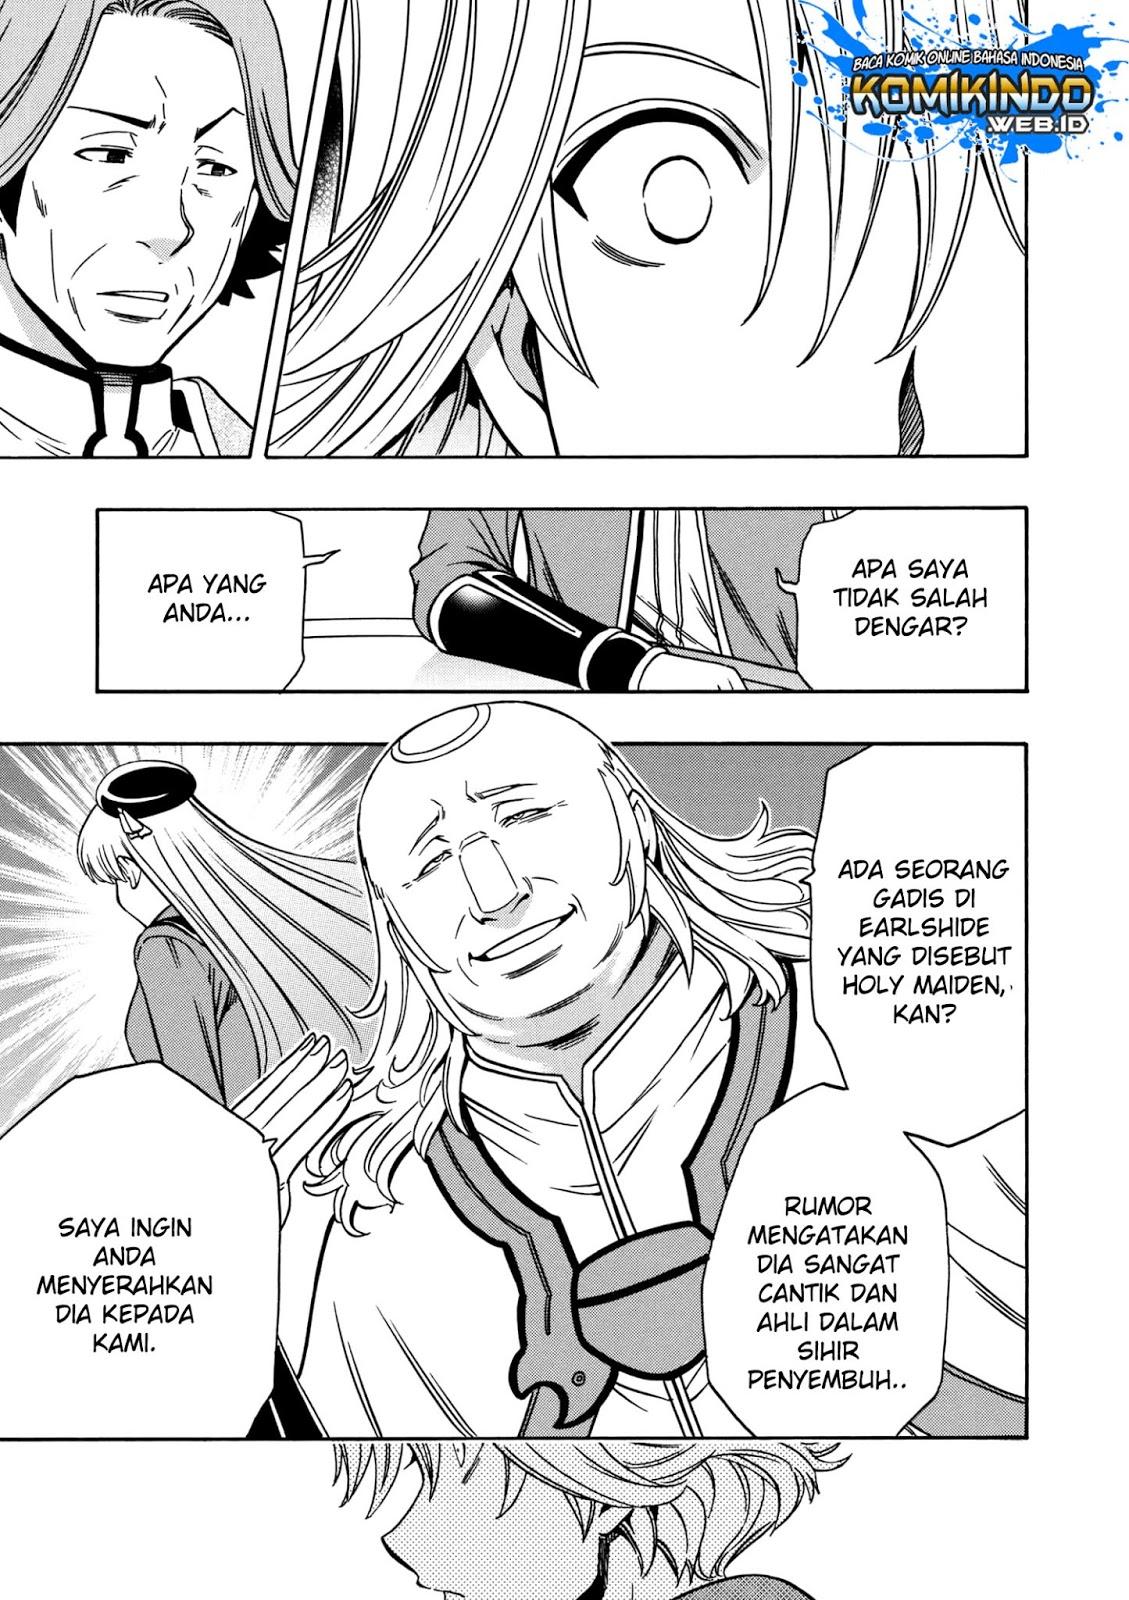 BACA KOMIK ONLINE BAHASA INDONESIA
KOMIKINDO
.WEB.ID
APA SAYA
TIDAK SALAH
DENGAR?
APA YANG
ANDA...
ADA SEORANG
GADIS DI
EARLSHIDE
YANG DISEBUT
HOLY MAIDEN,
KAN?
RUMOR
MENGATAKAN
DIA SANGAT
CANTIK DAN
AHLI DALAM
SIHIR
PENYEMBUH..
SAYA INGIN
ANDA
MENYERAHKAN
DIA KEPADA
KAMI.